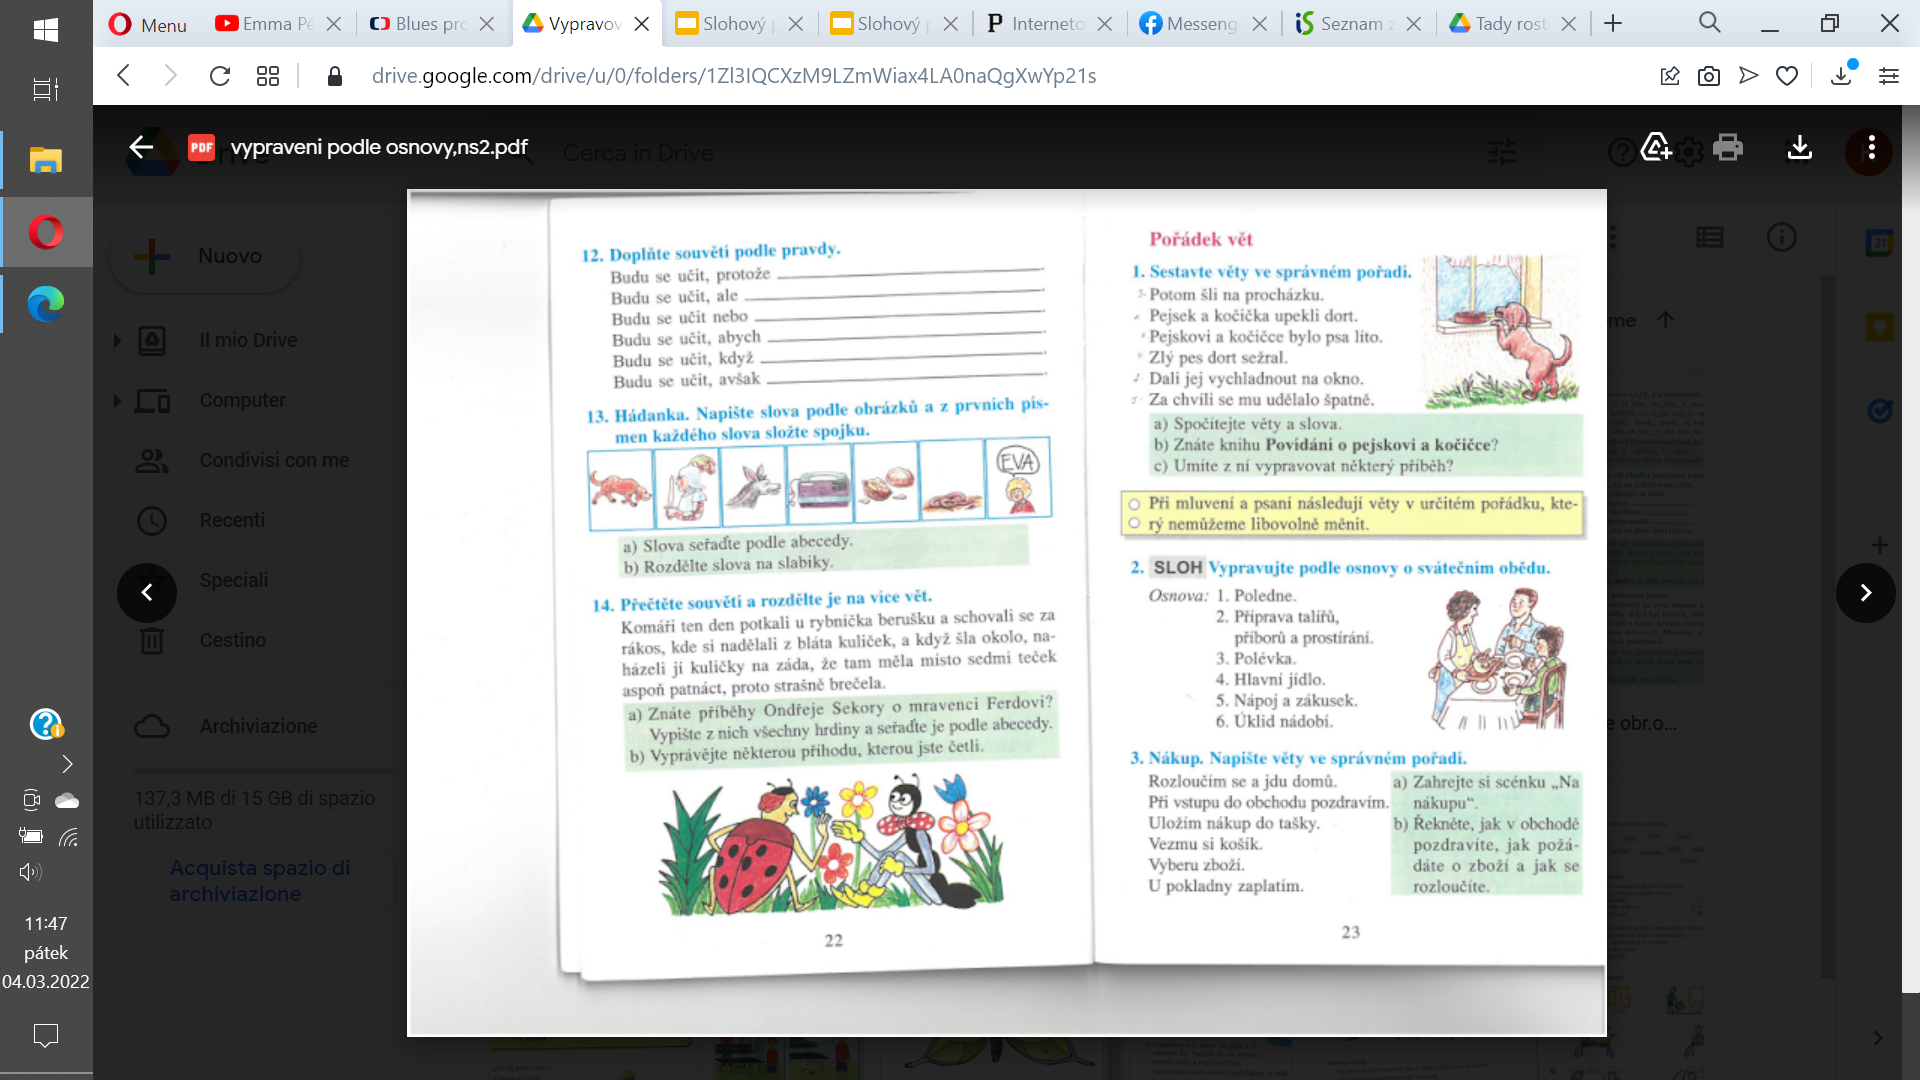 Menu
Emma Pé
Blues pro
Vypravov
Slohový p
Slohový p
Interneto
Messenge
Seznam z
Tady rost
drive.google.com/drive/u/0/folders/1Zl3IQCXzM9LZmWiax4LA0naQgXwYp21s
PDF
vypraveni podle osnovy,ns2.pdf
Cerca in Drive
Nuovo
Il mio Drive
Computer
Condivisi con me
Recenti
Speciali
Cestino
Archiviazione
137,3 MB di 15 GB di spazio
utilizzato
Acquista spazio di
archiviazione
11:47
pátek
04.03.2022
12. Doplňte souvětí podle pravdy.
Budu se učit, protože
Budu se učit, ale
Budu se učit nebo
Budu se učit, abych
Budu se učit, když
Budu se učit, avšak
13. Hádanka. Napište slova podle obrázků a z prvních pís-
men každého slova složte spojku.
EVA
a) Slova seřaďte podle abecedy.
b) Rozdělte slova na slabiky.
14. Přečtěte souvětí a rozdělte je na více vět.
Komáři ten den potkali u rybníčka berušku a schovali se za
rákos, kde si nadělali z bláta kuliček, a když šla okolo, na-
házeli jí kuličky na záda, že tam měla místo sedmi teček
aspoň patnáct, proto strašně brečela.
a) Znáte příběhy Ondřeje Sekory o mravenci Ferdovi?
Vypište z nich všechny hrdiny a seřaďte je podle abecedy.
b) Vyprávějte některou příhodu, kterou jste četli.
22
Pořádek vět
1. Sestavte věty ve správném pořadí.
Potom šli na procházku.
Pejsek a kočička upekli dort.
Pejskovi a kočičce bylo psa líto.
Zlý pes dort sežral.
Dali jej vychladnout na okno.
Za chvíli se mu udělalo špatně.
a) Spočítejte věty a slova.
b) Znáte knihu Povídání o pejskovi a kočičce?
c) Umíte z ní vypravovat některý příběh?
Při mluvení a psaní následují věty v určitém pořádku, kte-
rý nemůžeme libovolně měnit.
2. SLOH Vypravujte podle osnovy o svátečním obědu.
Osnova: 1. Poledne.
2. Příprava talířů,
příborů a prostírání.
3. Polévka.
4. Hlavní jídlo.
5. Nápoj a zákusek.
6. Úklid nádobí.
3. Nákup. Napište věty ve správném pořadí.
Rozloučím se a jdu domů.
Při vstupu do obchodu pozdravím.
Uložím nákup do tašky.
Vezmu si košík.
Vyberu zboží.
U pokladny zaplatím.
a) Zahrejte si scénku „Na
nákupu“.
b) Řekněte, jak v obchodě
pozdravíte, jak požá-
dáte o zboží a jak se
rozloučíte.
23
me
e obr.o...
31